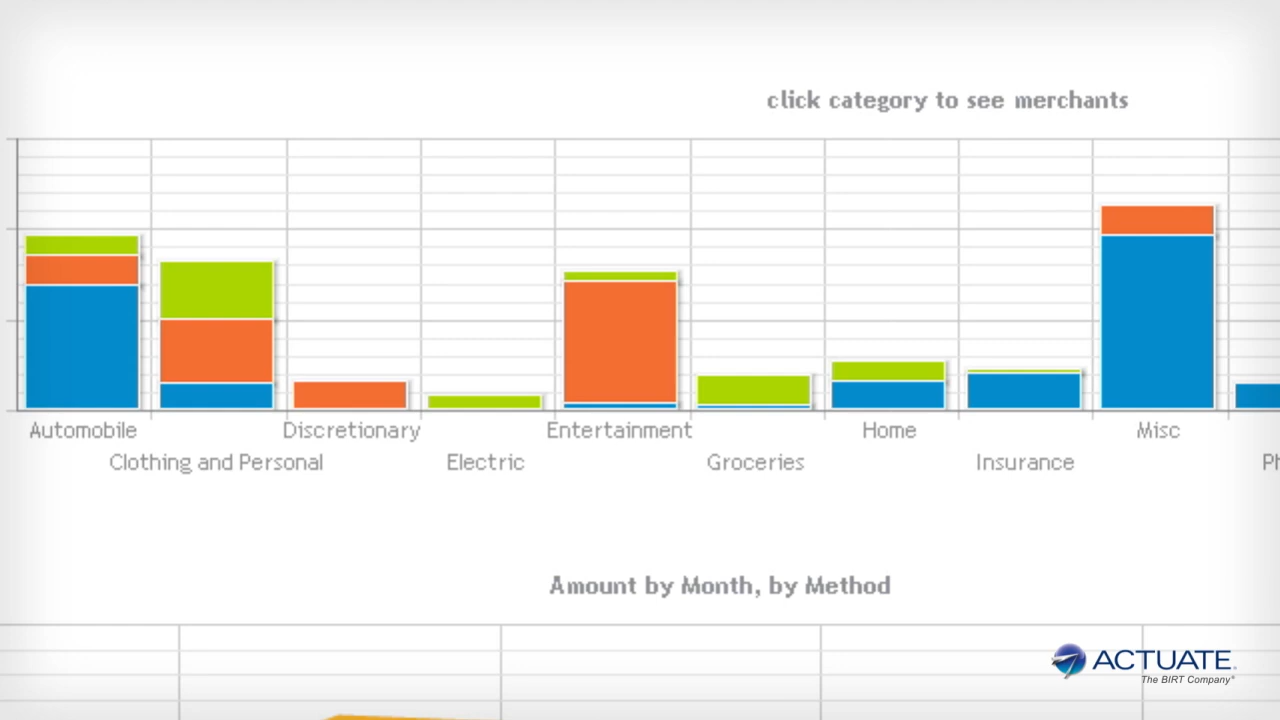 click category to see merchants
Automobile
Discretionary
Entertainment
Home
Misc
Clothing and Personal
Electric
Groceries
Insurance
Amount by Month, by Method
ACTUATE
The BIRT Company